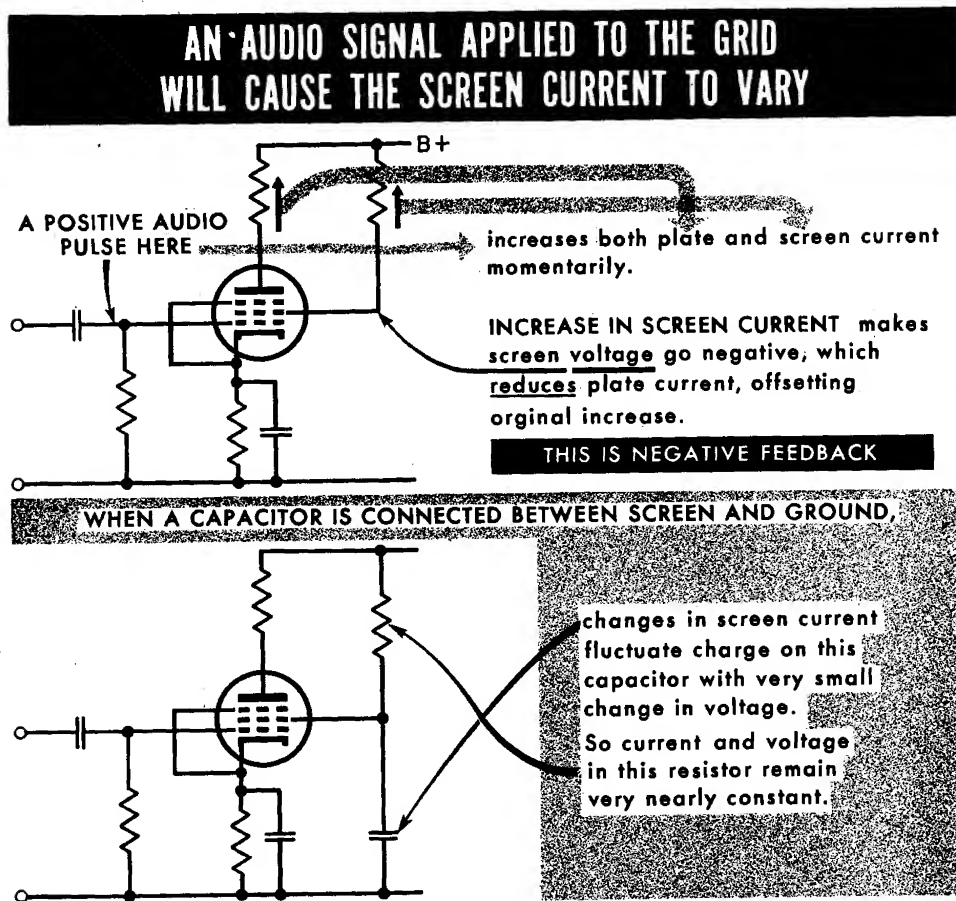 AN AUDIO SIGNAL APPLIED TO THE GRID
WILL CAUSE THE SCREEN CURRENT TO VARY
B+
A POSITIVE AUDIO
PULSE HERE
increases both plate and screen current
momentarily.
INCREASE IN SCREEN CURRENT makes
screen voltage go negative, which
reduces plate current, offsetting
orginal increase.
THIS IS NEGATIVE FEEDBACK
WHEN A CAPACITOR IS CONNECTED BETWEEN SCREEN AND GROUND,
changes in screen current
fluctuate charge on this
capacitor with very small
change in voltage.
So current and voltage
in this resistor remain
very nearly constant.